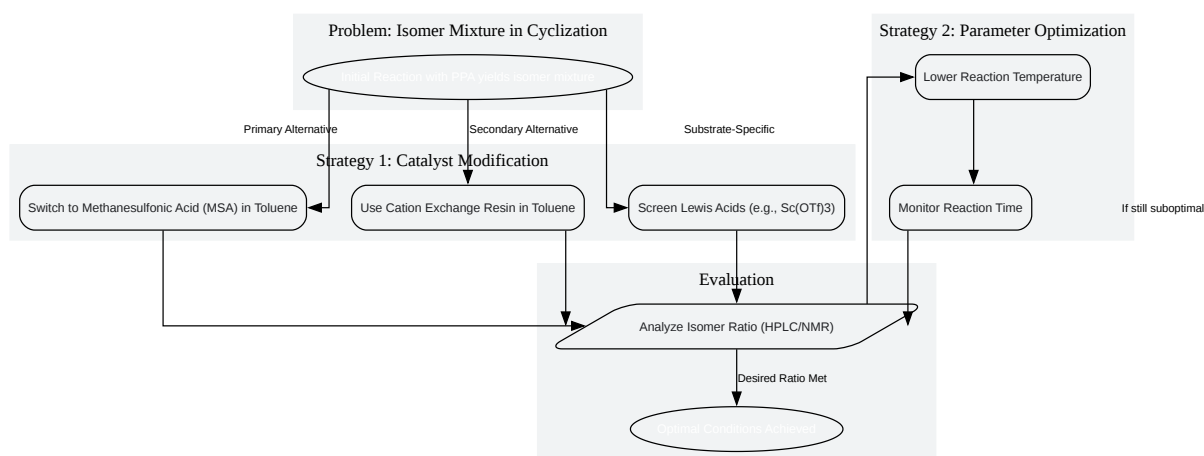 Problem: Isomer Mixture in Cyclization
Strategy 2: Parameter Optimization
Initial Reaction with PPA yields isomer mixture
Lower Reaction Temperature
Primary Alternative
Secondary Alternative
Substrate-Specific
Strategy 1: Catalyst Modification
Switch to Methanesulfonic Acid (MSA) in Toluene
Use Cation Exchange Resin in Toluene
Screen Lewis Acids (e.g., Sc(OTf)3)
Monitor Reaction Time
If still suboptimal
Evaluation
Analyze Isomer Ratio (HPLC/NMR)
Desired Ratio Met
Optimal Conditions Achieved